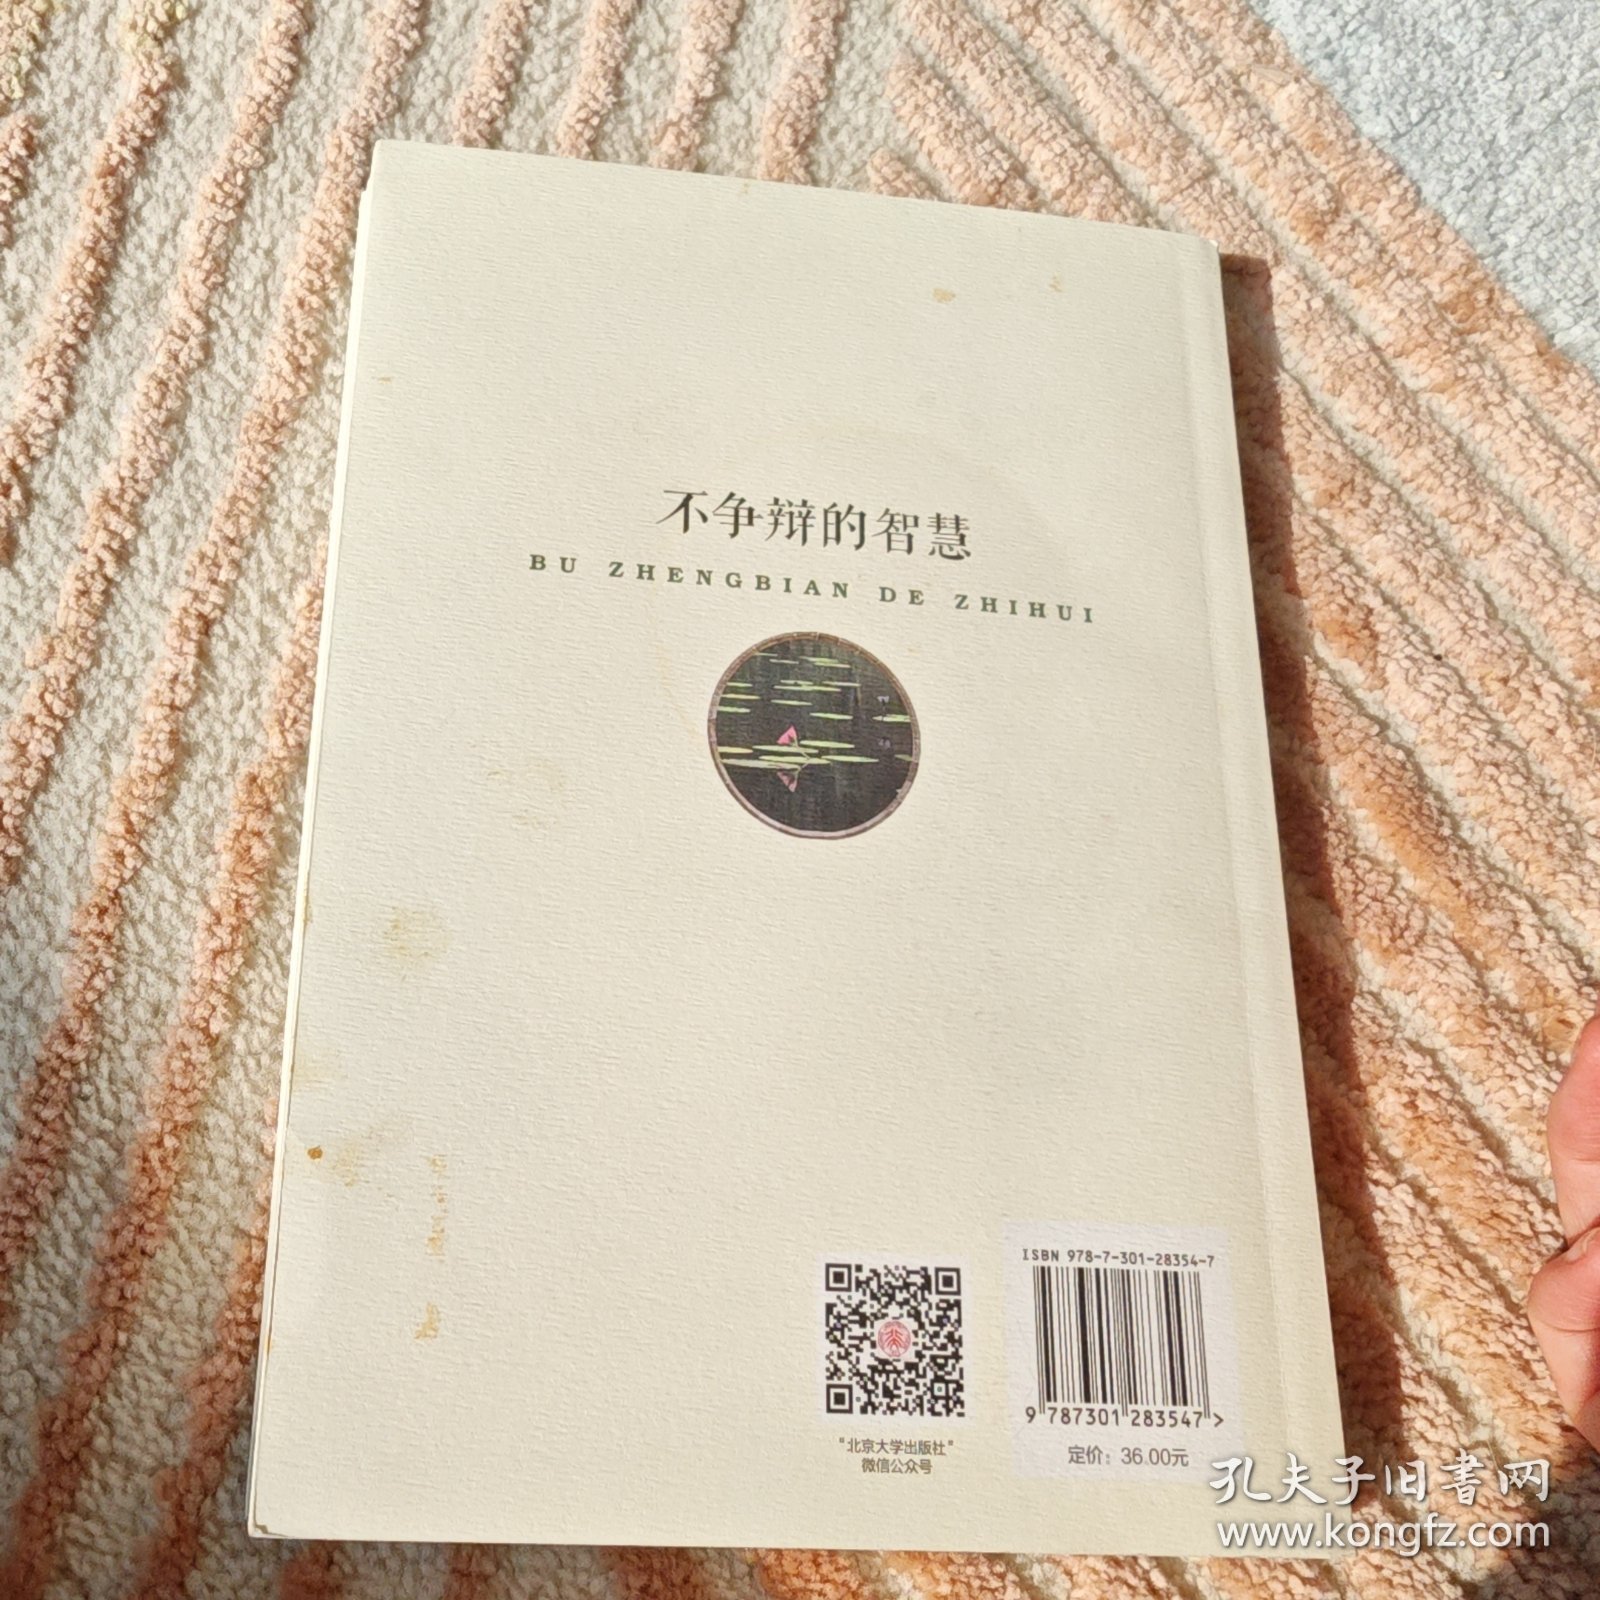 不争辩的智慧
BU ZHENGBIAN DE ZHIHUI
ISBN 978-7-301-28354-7
9 787301 283547 >
定价：36.00元
“北京大学出版社”
微信公众号
孔夫子旧书网
www.kongfz.com